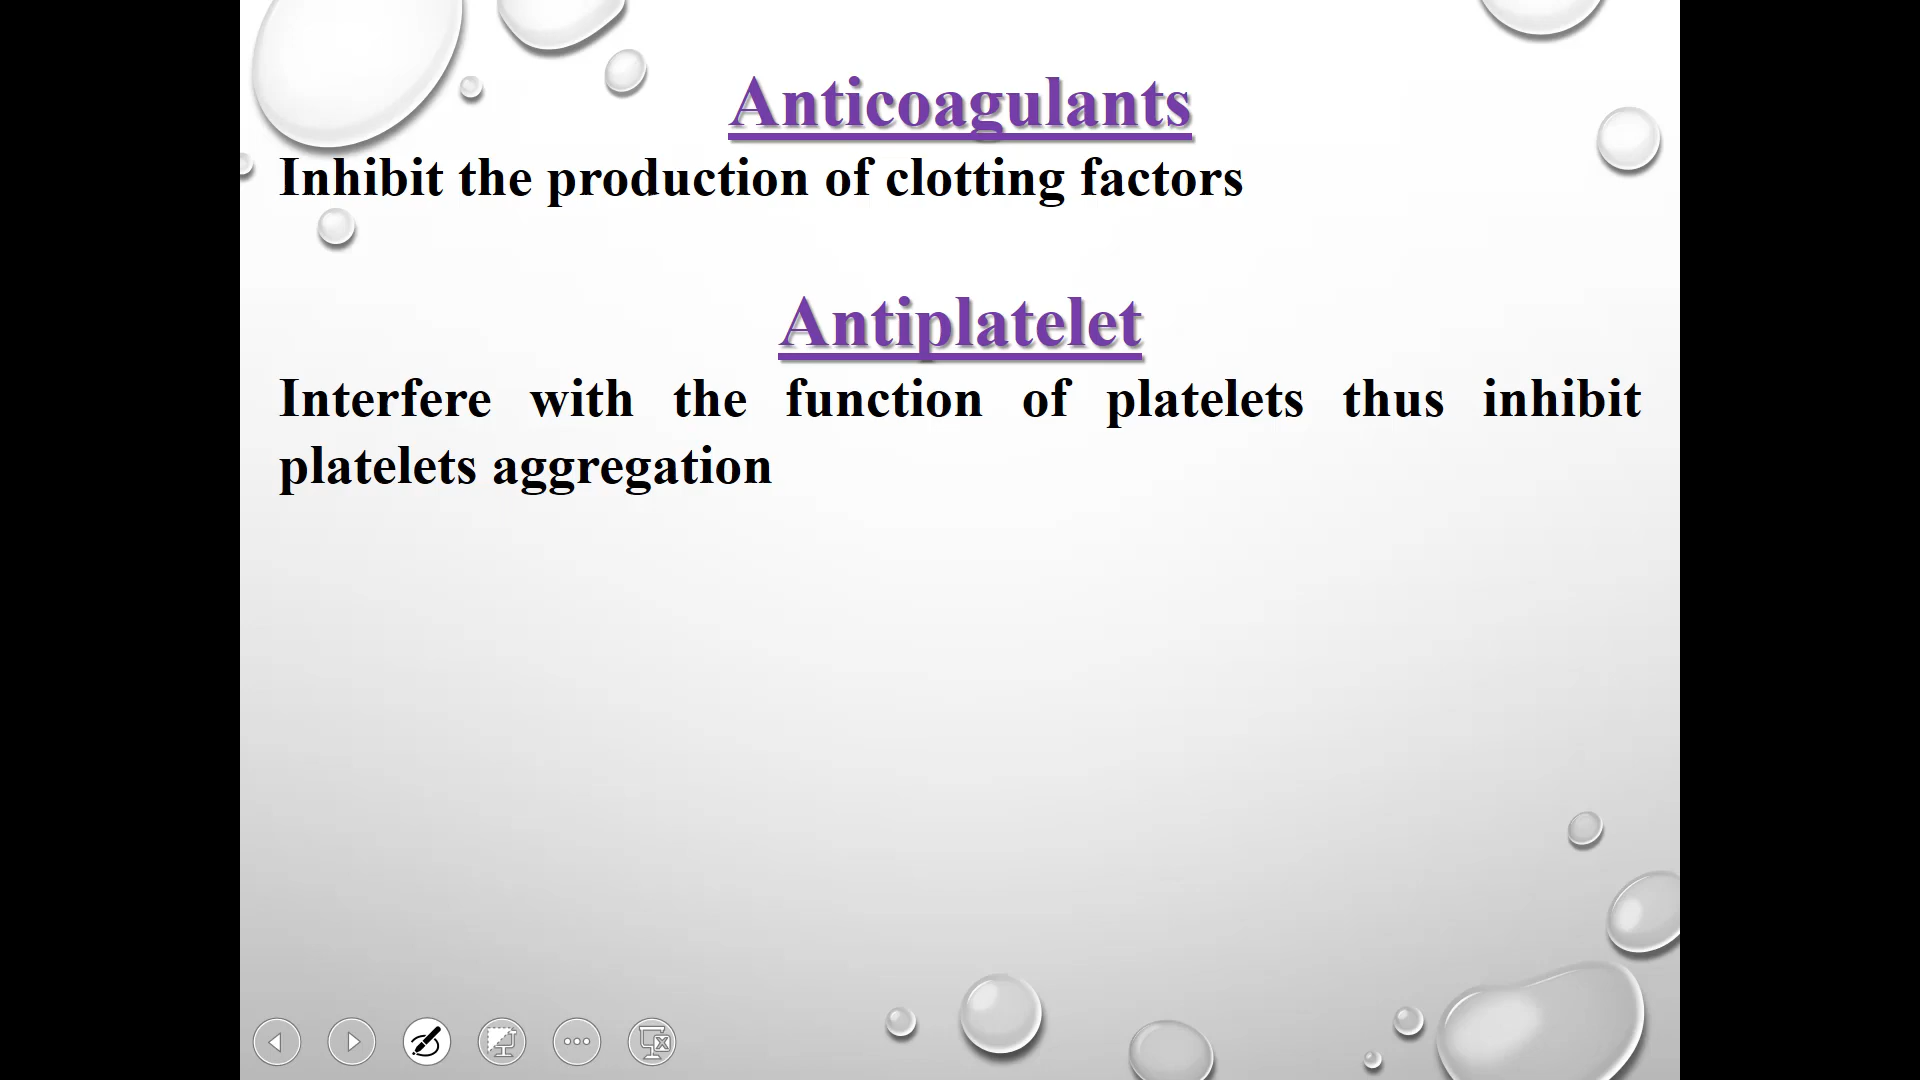 Anticoagulants
Inhibit the production of clotting factors
Antiplatelet
Interfere with the function of platelets thus inhibit
platelets aggregation